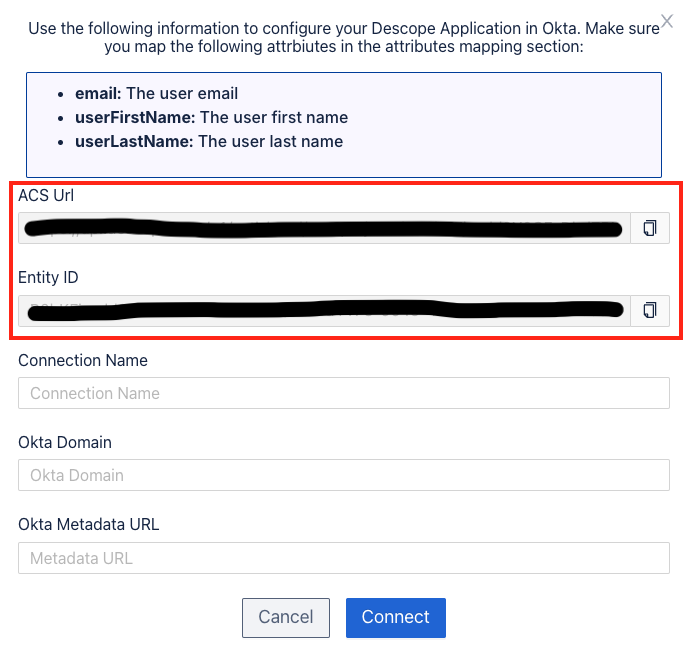 Use the following information to configure your Descope Application in Okta. Make sure
you map the following attrbiutes in the attributes mapping section:
• email: The user email
• userFirstName: The user first name
• userLastName: The user last name
ACS Url
Entity ID
Connection Name
Connection Name
Okta Domain
Okta Domain
Okta Metadata URL
Metadata URL
Cancel
Connect